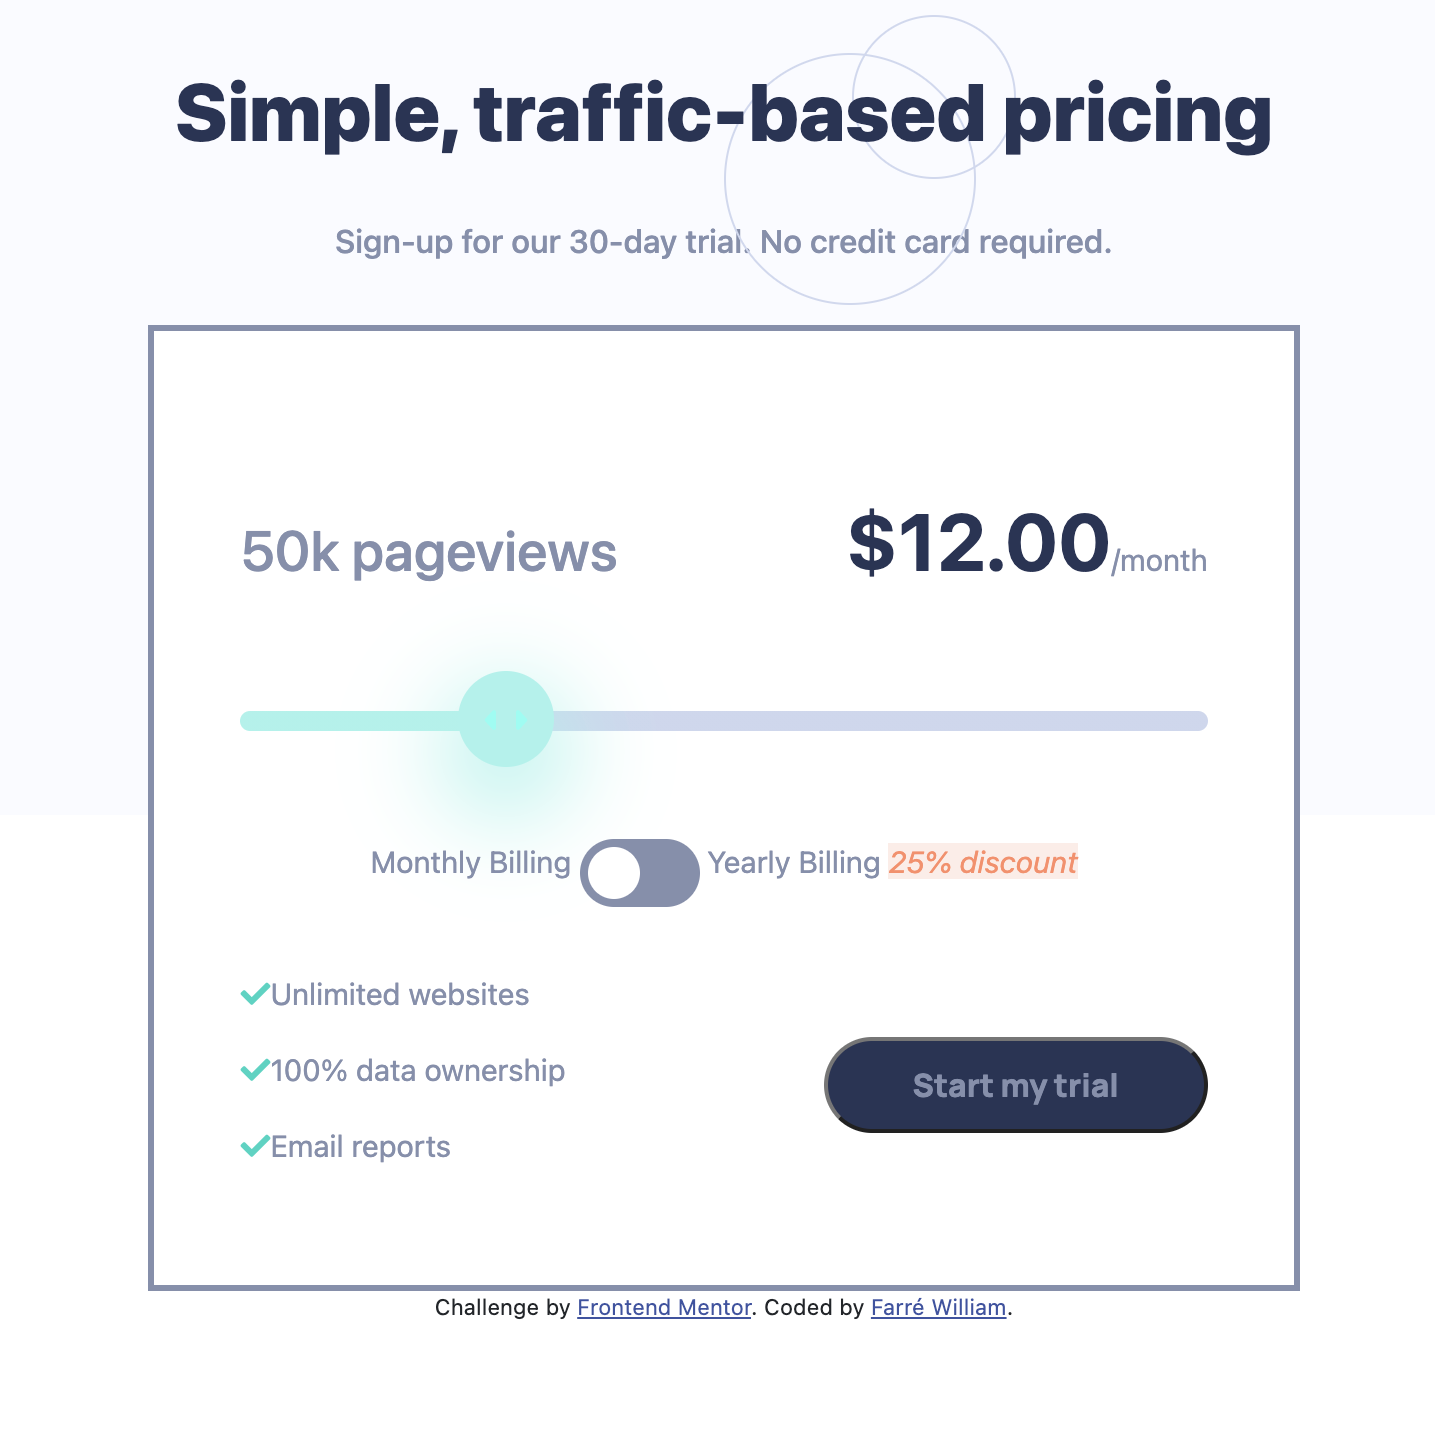 Simple, traffic-based pricing
Sign-up for our 30-day trial. No credit card required.
50k pageviews
$12.00/month
Monthly Billing
Yearly Billing 25% discount
Unlimited websites
100% data ownership
Email reports
Start my trial
Challenge by Frontend Mentor. Coded by Farré William.